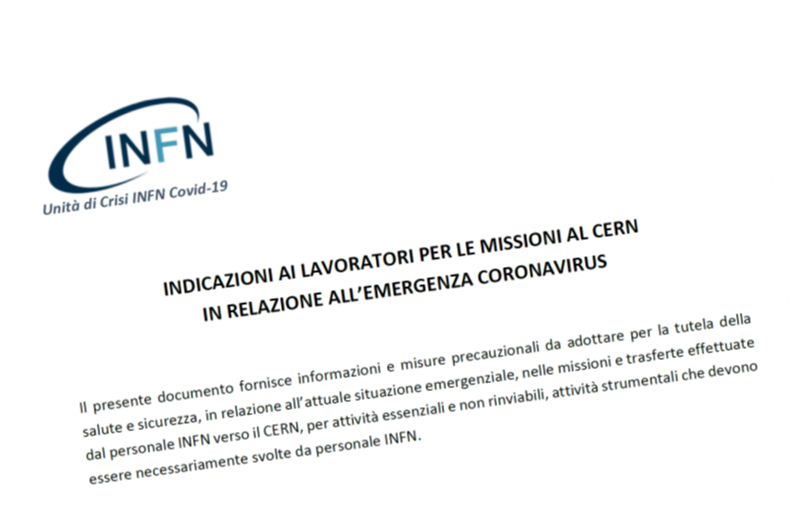 INFN
Unità di Crisi INFN Covid-19
INDICAZIONI AI LAVORATORI PER LE MISSIONI AL CERN
IN RELAZIONE ALL'EMERGENZA CORONAVIRUS
Il presente documento fornisce informazioni e misure precauzionali da adottare per la tutela della
salute e sicurezza, in relazione all'attuale situazione emergenziale, nelle missioni e trasferte effettuate
dal personale INFN verso il CERN, per attività essenziali e non rinviabili, attività strumentali che devono
essere necessariamente svolte da personale INFN.